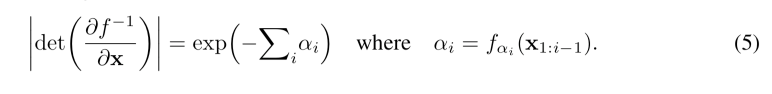 |det(∂f⁻¹/∂𝐱)| = exp(−∑ᵢ αᵢ) where αᵢ = f_{αᵢ}(𝐱_{1:i−1}). (5)